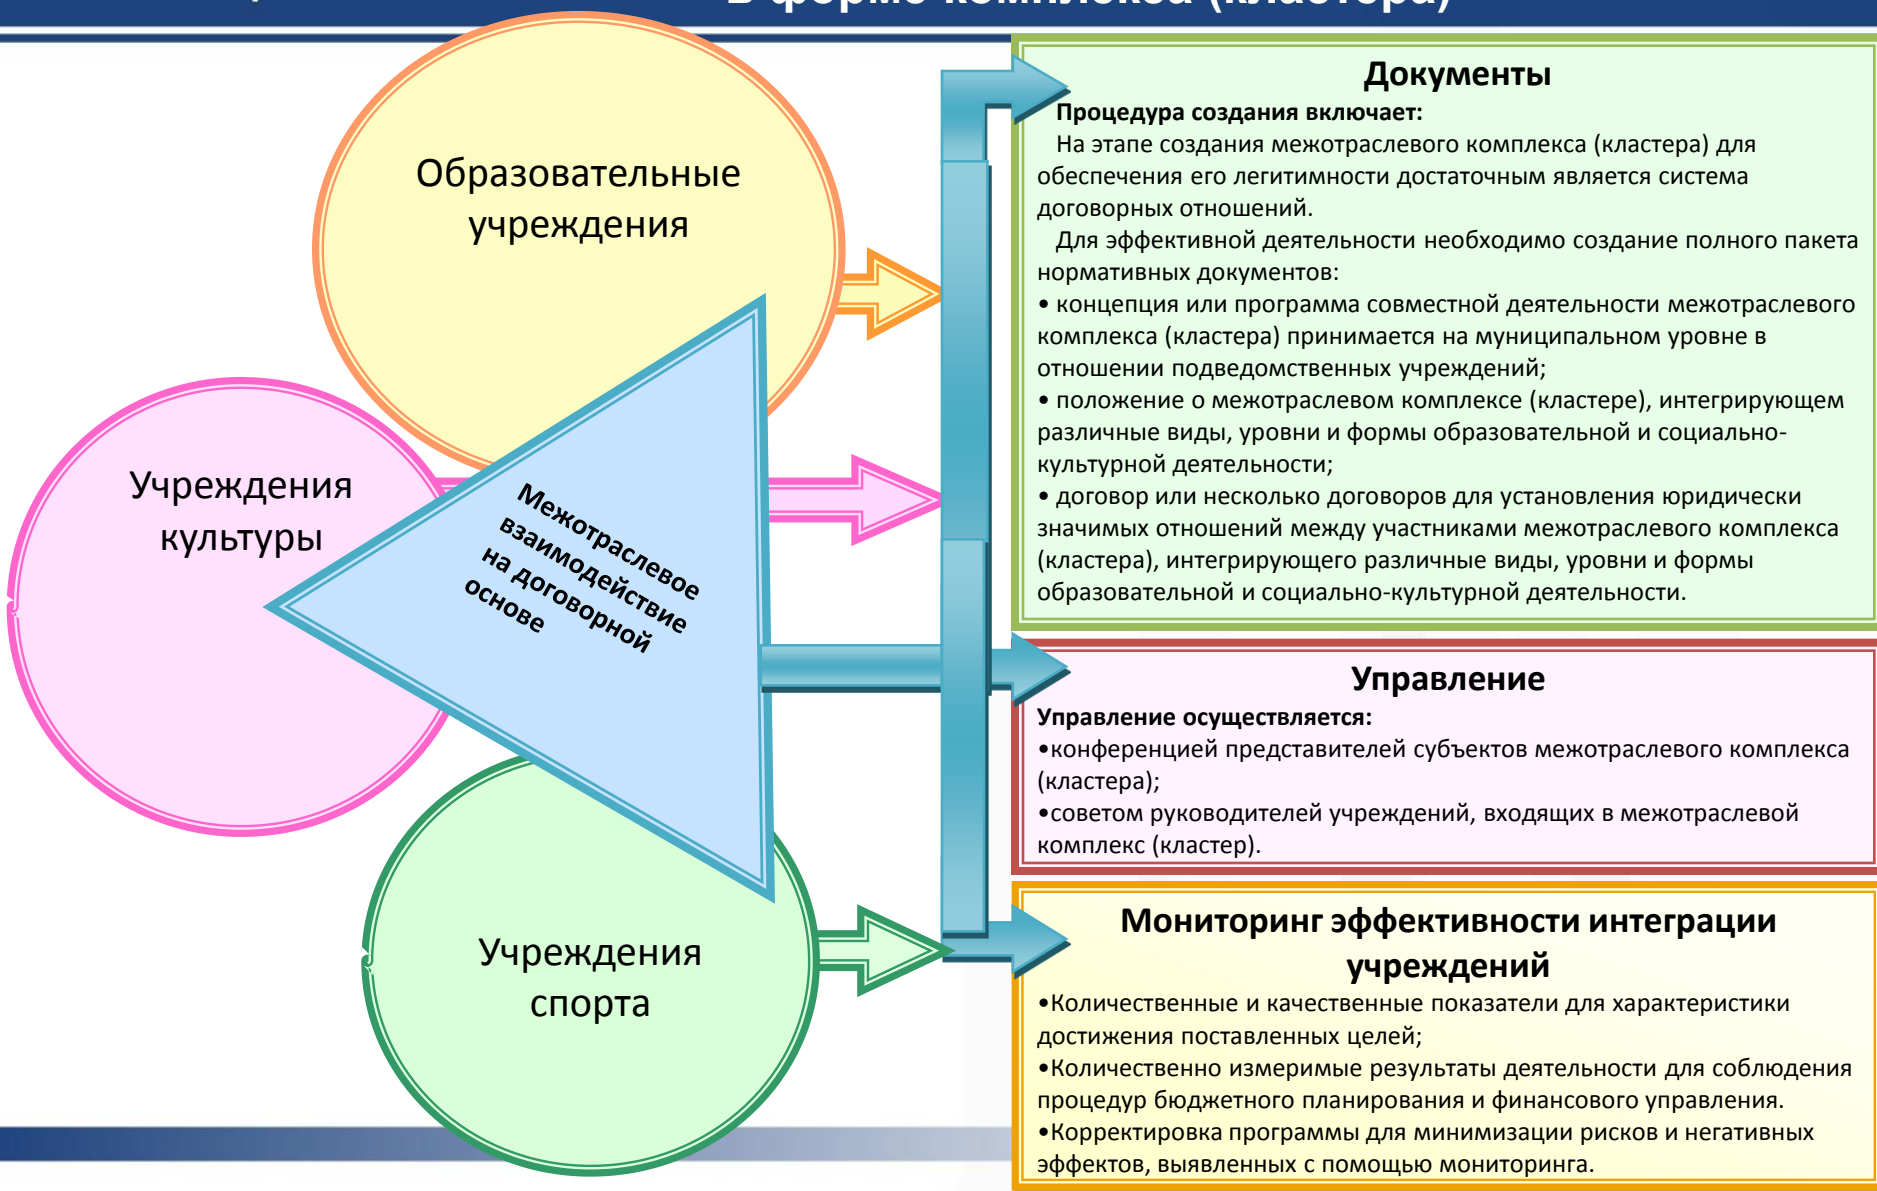 в форме комплекса (кластера)
Образовательные
учреждения
Учреждения
культуры
Межотраслевое
взаимодействие
на договорной
основе
Учреждения
спорта
Документы
Процедура создания включает:
На этапе создания межотраслевого комплекса (кластера) для
обеспечения его легитимности достаточным является система
договорных отношений.
Для эффективной деятельности необходимо создание полного пакета
нормативных документов:
• концепция или программа совместной деятельности межотраслевого
комплекса (кластера) принимается на муниципальном уровне в
отношении подведомственных учреждений;
• положение о межотраслевом комплексе (кластере), интегрирующем
различные виды, уровни и формы образовательной и социально-
культурной деятельности;
• договор или несколько договоров для установления юридически
значимых отношений между участниками межотраслевого комплекса
(кластера), интегрирующего различные виды, уровни и формы
образовательной и социально-культурной деятельности.
Управление
Управление осуществляется:
•конференцией представителей субъектов межотраслевого комплекса
(кластера);
•советом руководителей учреждений, входящих в межотраслевой
комплекс (кластер).
Мониторинг эффективности интеграции
учреждений
•Количественные и качественные показатели для характеристики
достижения поставленных целей;
•Количественно измеримые результаты деятельности для соблюдения
процедур бюджетного планирования и финансового управления.
•Корректировка программы для минимизации рисков и негативных
эффектов, выявленных с помощью мониторинга.